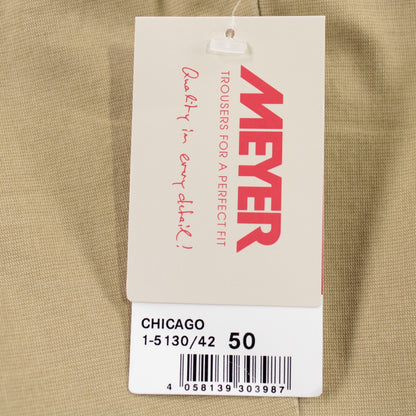 MEYER
TROUSERS FOR A PERFECT FIT
Quality in every detail!
CHICAGO
1-5130/42 50
4 058139 303987